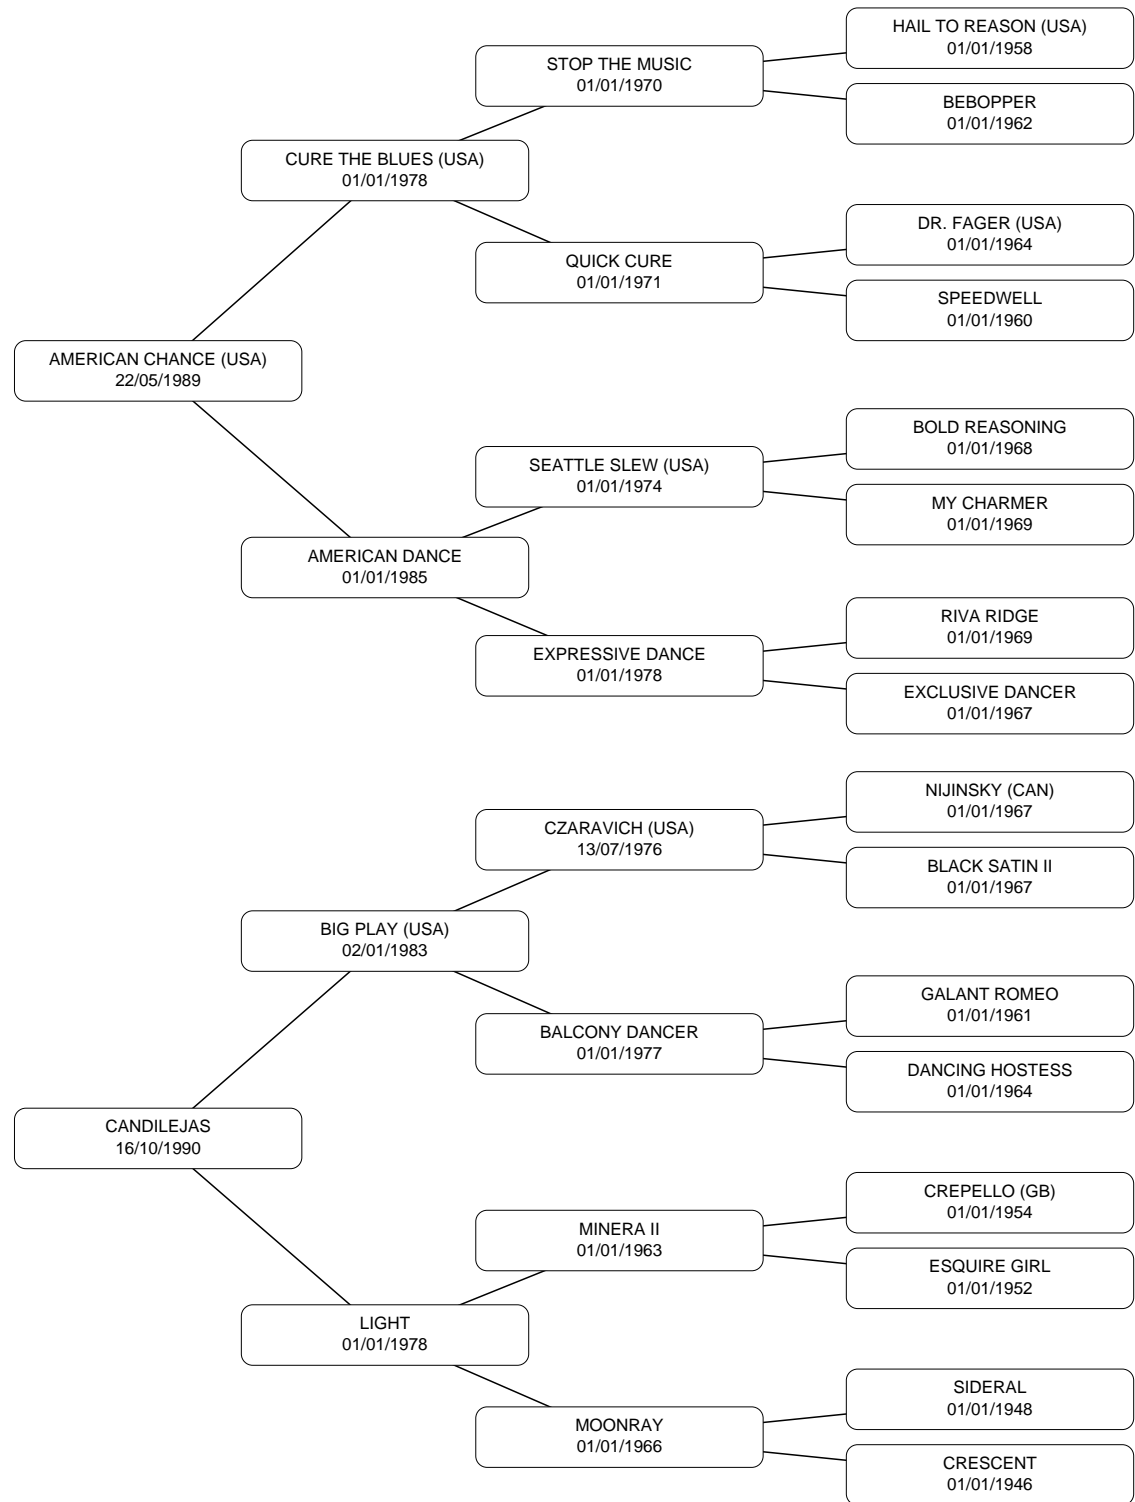 HAIL TO REASON (USA)
01/01/1958
STOP THE MUSIC
01/01/1970
BEBOPPER
01/01/1962
CURE THE BLUES (USA)
01/01/1978
DR. FAGER (USA)
01/01/1964
QUICK CURE
01/01/1971
SPEEDWELL
01/01/1960
AMERICAN CHANCE (USA)
22/05/1989
BOLD REASONING
01/01/1968
SEATTLE SLEW (USA)
01/01/1974
MY CHARMER
01/01/1969
AMERICAN DANCE
01/01/1985
RIVA RIDGE
01/01/1969
EXPRESSIVE DANCE
01/01/1978
EXCLUSIVE DANCER
01/01/1967
NIJINSKY (CAN)
01/01/1967
CZARAVICH (USA)
13/07/1976
BLACK SATIN II
01/01/1967
BIG PLAY (USA)
02/01/1983
GALANT ROMEO
01/01/1961
BALCONY DANCER
01/01/1977
DANCING HOSTESS
01/01/1964
CANDILEJAS
16/10/1990
CREPELLO (GB)
01/01/1954
MINERA II
01/01/1963
ESQUIRE GIRL
01/01/1952
LIGHT
01/01/1978
SIDERAL
01/01/1948
MOONRAY
01/01/1966
CRESCENT
01/01/1946